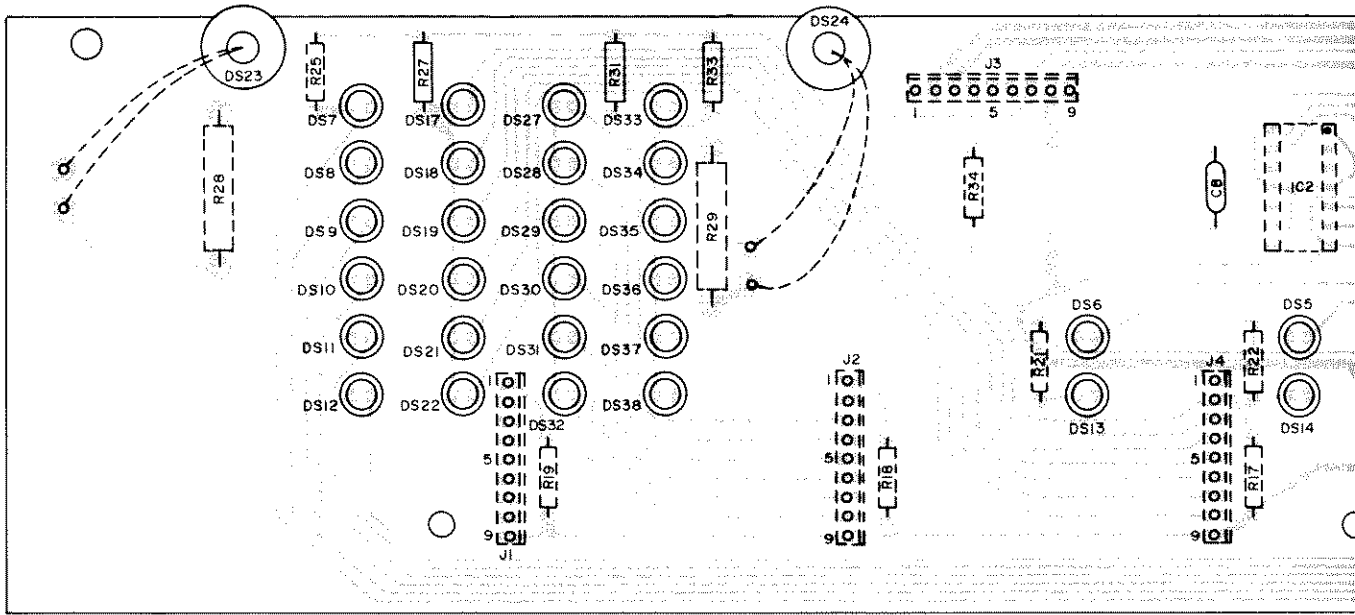 DS24
DS23
R25
R27
R31
R33
J3
1
5
9
DS7
DS17
DS27
DS33
R28
DS8
DS18
DS28
DS34
R34
C8
IC2
R29
DS9
DS19
DS29
DS35
DS10
DS20
DS30
DS36
DS6
DS5
DS11
DS21
DS31
DS37
R21
R22
J2
J4
1
1
1
DS12
DS22
DS32
DS38
DS13
DS14
5
5
5
R19
R18
R17
9
9
9
J1